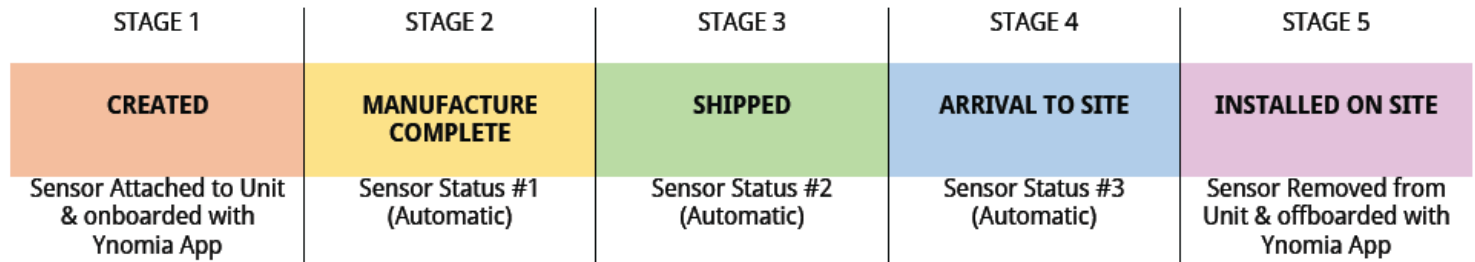 STAGE 1
STAGE 2
STAGE 3
STAGE 4
STAGE 5
CREATED
MANUFACTURE
COMPLETE
SHIPPED
ARRIVAL TO SITE
INSTALLED ON SITE
Sensor Attached to Unit
& onboarded with
Ynomia App
Sensor Status #1
(Automatic)
Sensor Status #2
(Automatic)
Sensor Status #3
(Automatic)
Sensor Removed from
Unit & offboarded with
Ynomia App